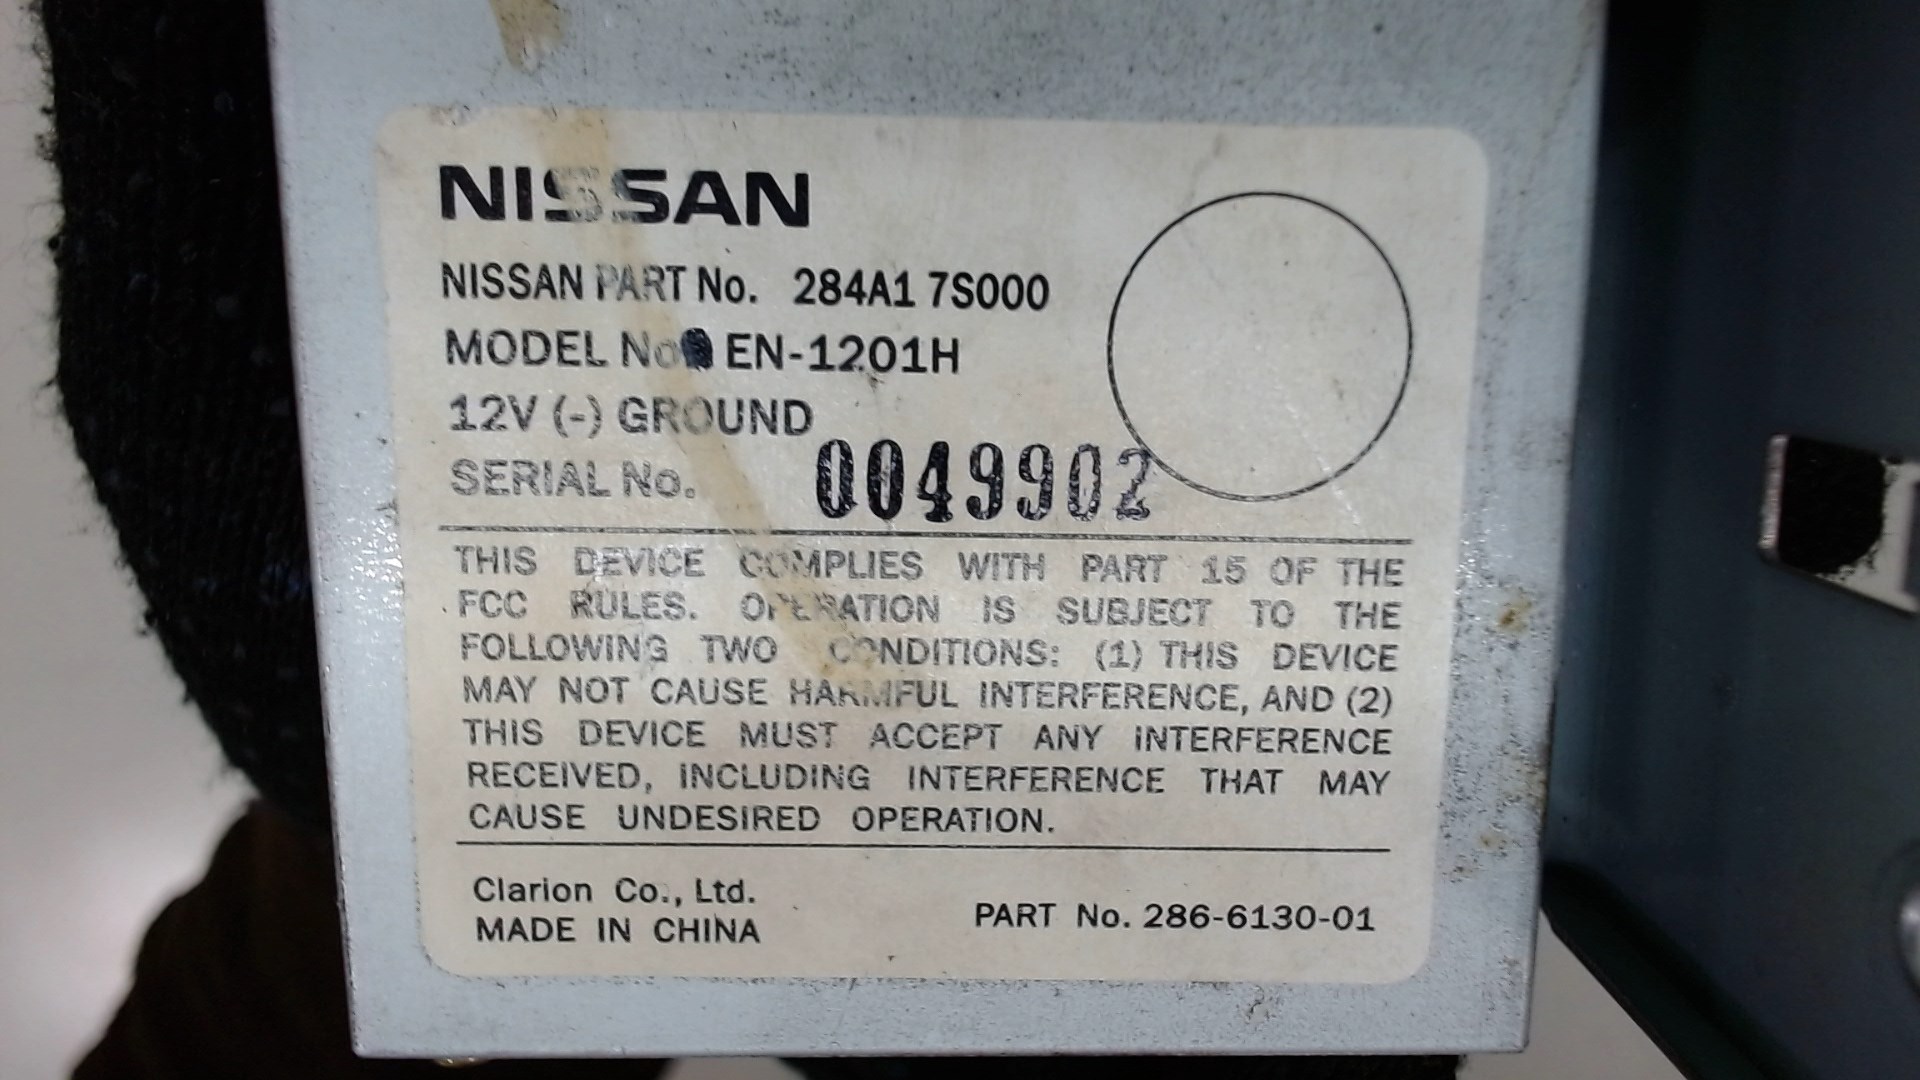 NISSAN
NISSAN PART No. 284A1 7S000
MODEL No. EN-1201H
12V (-) GROUND
SERIAL No. 0049902
THIS DEVICE COMPLIES WITH PART 15 OF THE
FCC RULES. OPERATION IS SUBJECT TO THE
FOLLOWING TWO CONDITIONS: (1) THIS DEVICE
MAY NOT CAUSE HARMFUL INTERFERENCE, AND (2)
THIS DEVICE MUST ACCEPT ANY INTERFERENCE
RECEIVED, INCLUDING INTERFERENCE THAT MAY
CAUSE UNDESIRED OPERATION.
Clarion Co., Ltd.
MADE IN CHINA
PART No. 286-6130-01